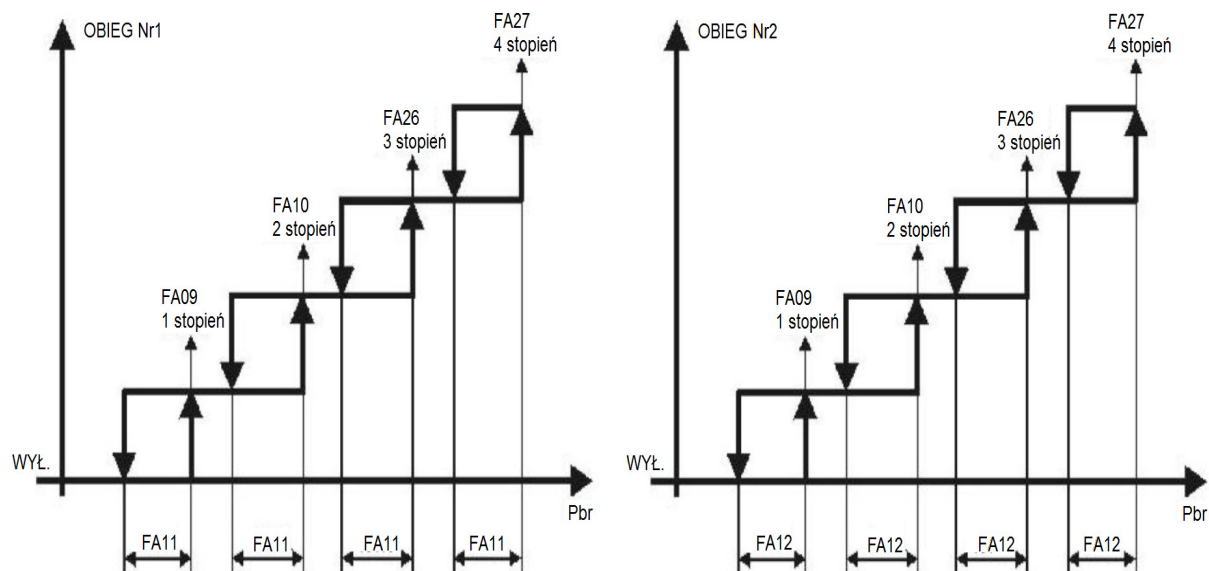 OBIEG Nr1
FA27
4 stopień
FA26
3 stopień
FA10
2 stopień
FA09
1 stopień
WYŁ.
Pbr
FA11
FA11
FA11
FA11
OBIEG Nr2
FA27
4 stopień
FA26
3 stopień
FA10
2 stopień
FA09
1 stopień
WYŁ.
Pbr
FA12
FA12
FA12
FA12